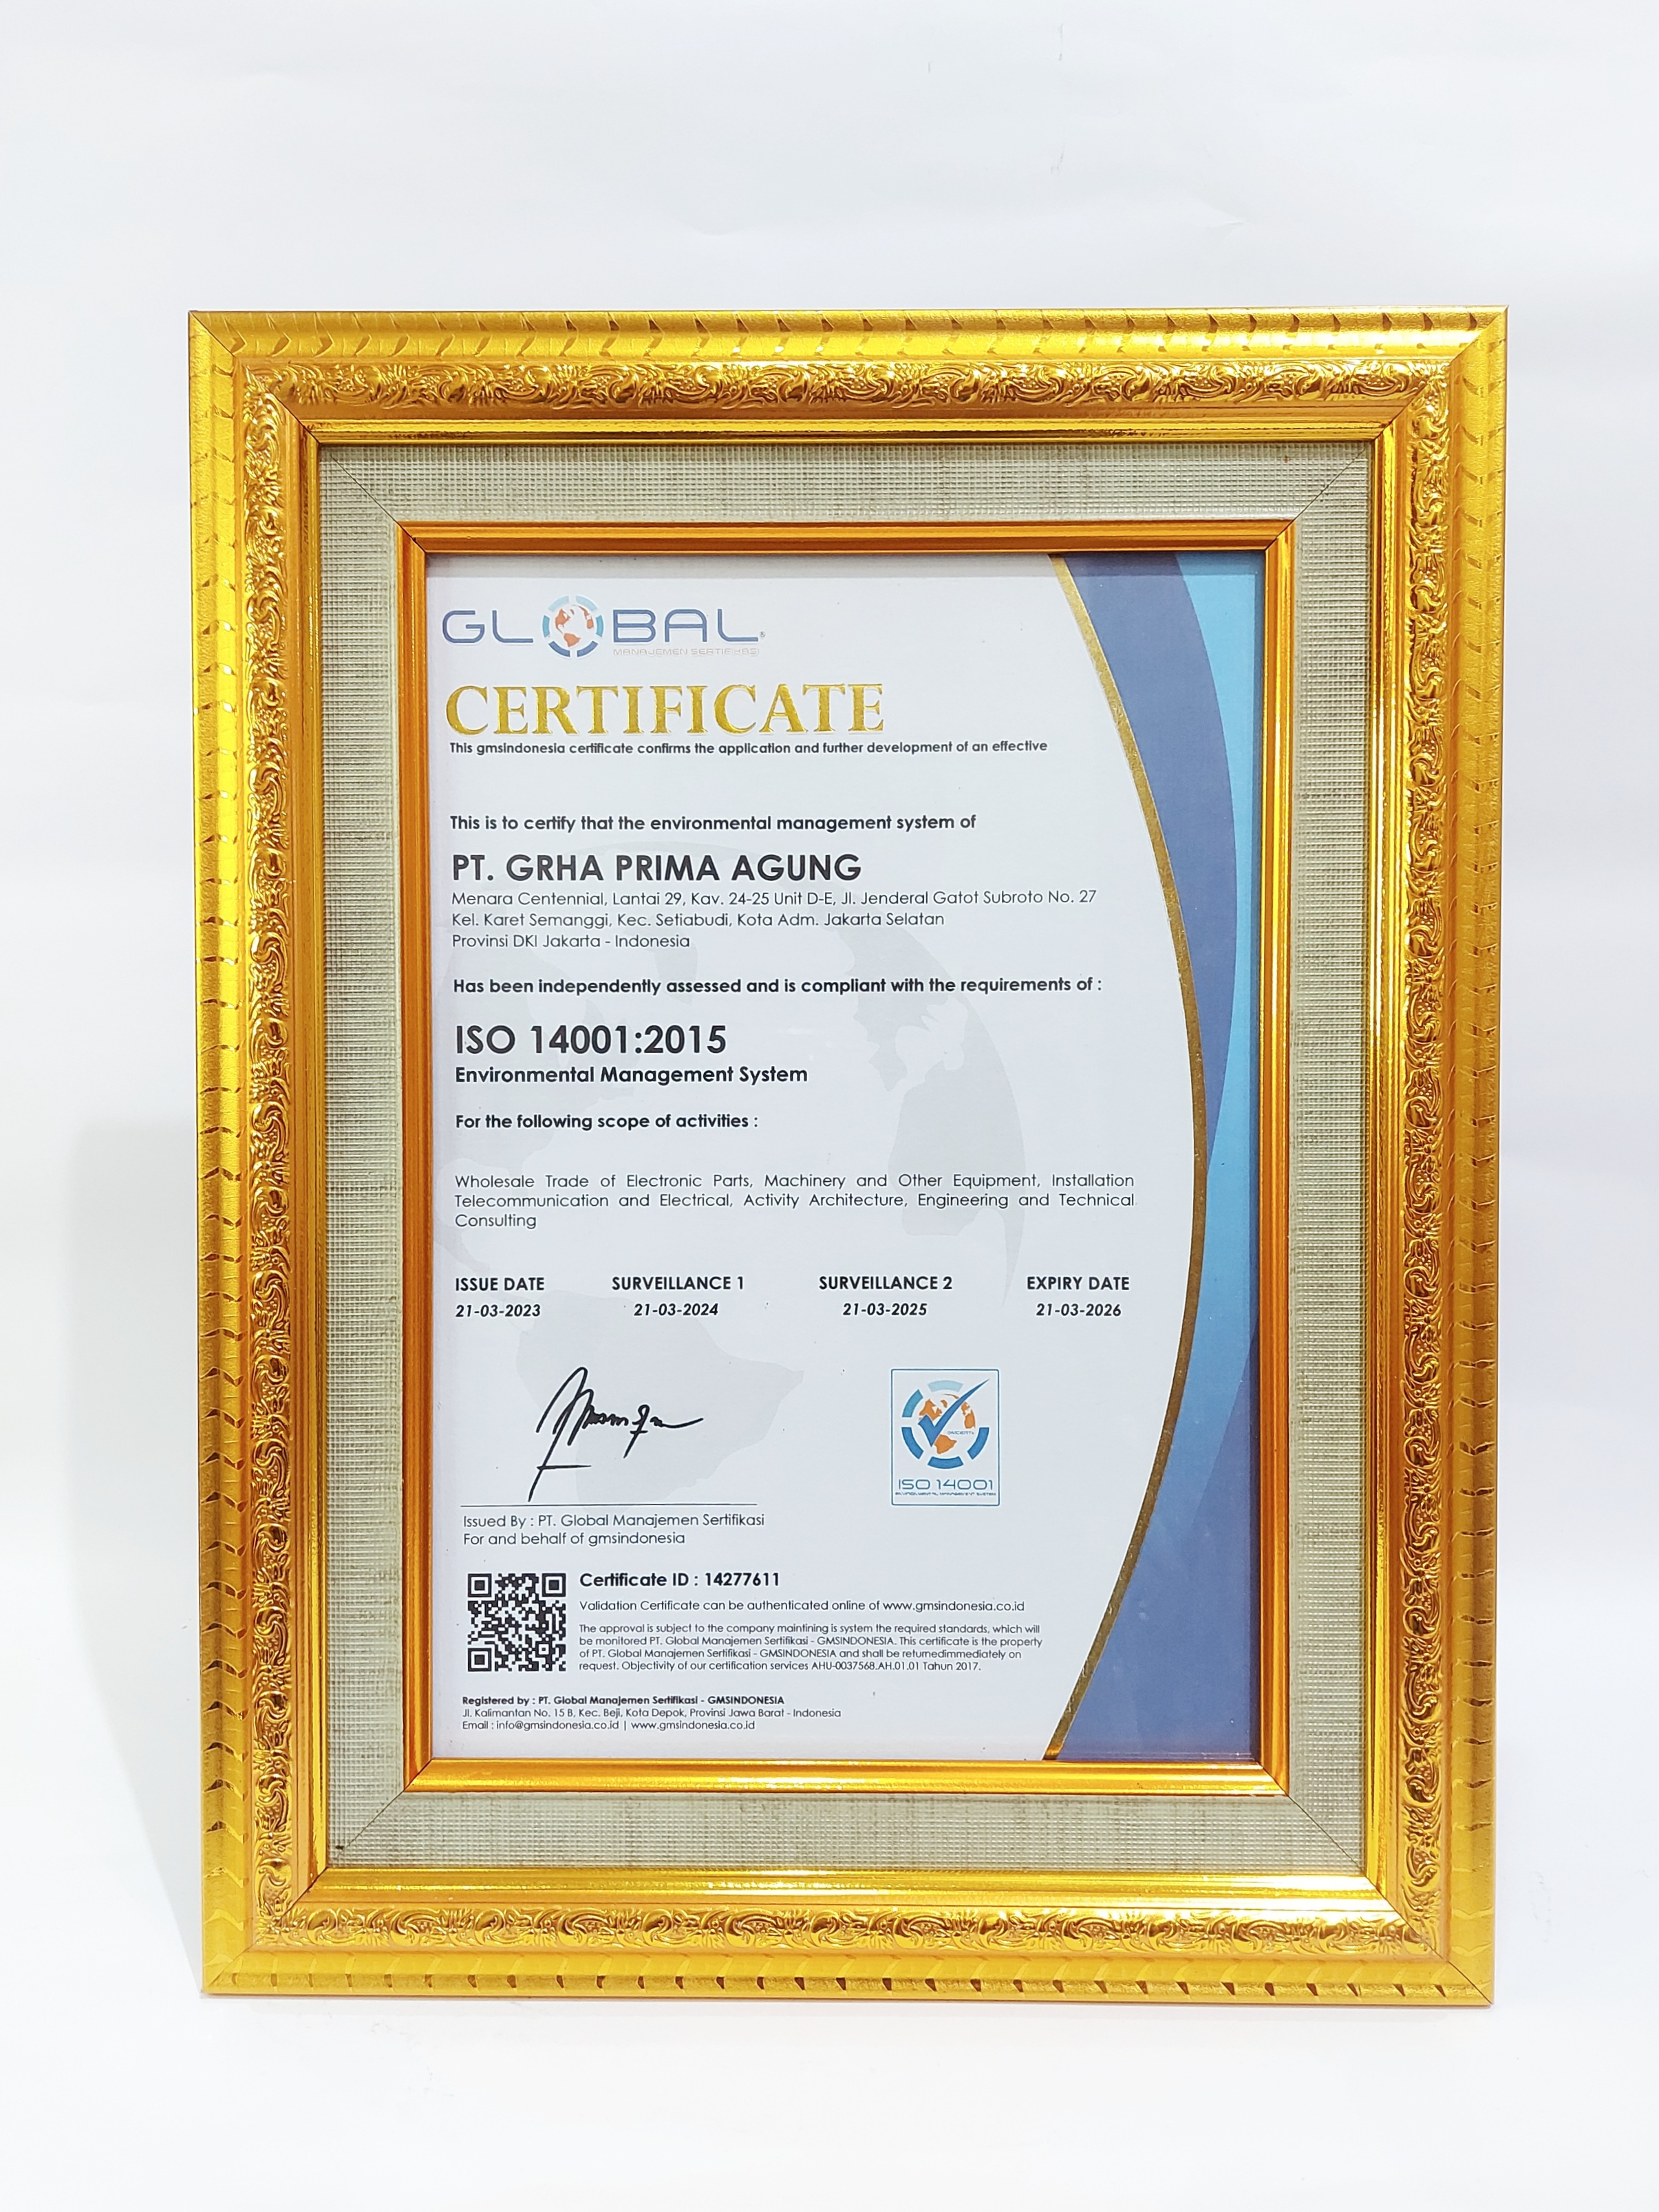 GLOBAL
MANAJEMEN SERTIFIKASI
CERTIFICATE
This gmsindonesia certificate confirms the application and further development of an effective
This is to certify that the environmental management system of
PT. GRHA PRIMA AGUNG
Menara Centennial, Lantai 29, Kav. 24-25 Unit D-E, Jl. Jenderal Gatot Subroto No. 27
Kel. Karet Semanggi, Kec. Setiabudi, Kota Adm. Jakarta Selatan
Provinsi DKI Jakarta - Indonesia
Has been independently assessed and is compliant with the requirements of :
ISO 14001:2015
Environmental Management System
For the following scope of activities :
Wholesale Trade of Electronic Parts, Machinery and Other Equipment, Installation
Telecommunication and Electrical, Activity Architecture, Engineering and Technical
Consulting
ISSUE DATE SURVEILLANCE 1 SURVEILLANCE 2 EXPIRY DATE
21-03-2023 21-03-2024 21-03-2025 21-03-2026
ISO 14001
ENVIRONMENTAL MANAGEMENT SYSTEM
Issued By : PT. Global Manajemen Sertifikasi
For and behalf of gmsindonesia
Certificate ID : 14277611
Validation Certificate can be authenticated online of www.gmsindonesia.co.id
The approval is subject to the company maintining is system the required standards, which will
be monitored PT. Global Manajemen Sertifikasi - GMSINDONESIA. This certificate is the property
of PT. Global Manajemen Sertifikasi - GMSINDONESIA and shall be returnedimmediately on
request. Objectivity of our certification services AHU-0037568.AH.01.01 Tahun 2017.
Registered by : PT. Global Manajemen Sertifikasi - GMSINDONESIA
Jl. Kalimantan No. 15 B, Kec. Beji, Kota Depok, Provinsi Jawa Barat - Indonesia
Email : info@gmsindonesia.co.id | www.gmsindonesia.co.id